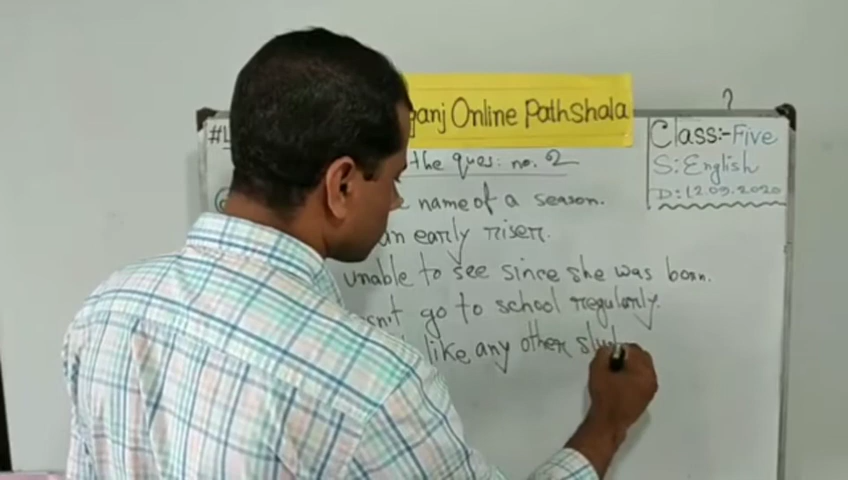 ganj Online Pathshala
Class:- Five
S: English
D: 12.09.2020
the ques: no. 2
name of a season.
an early riser.
unable to see since she was born.
go to school regularly.
like any other